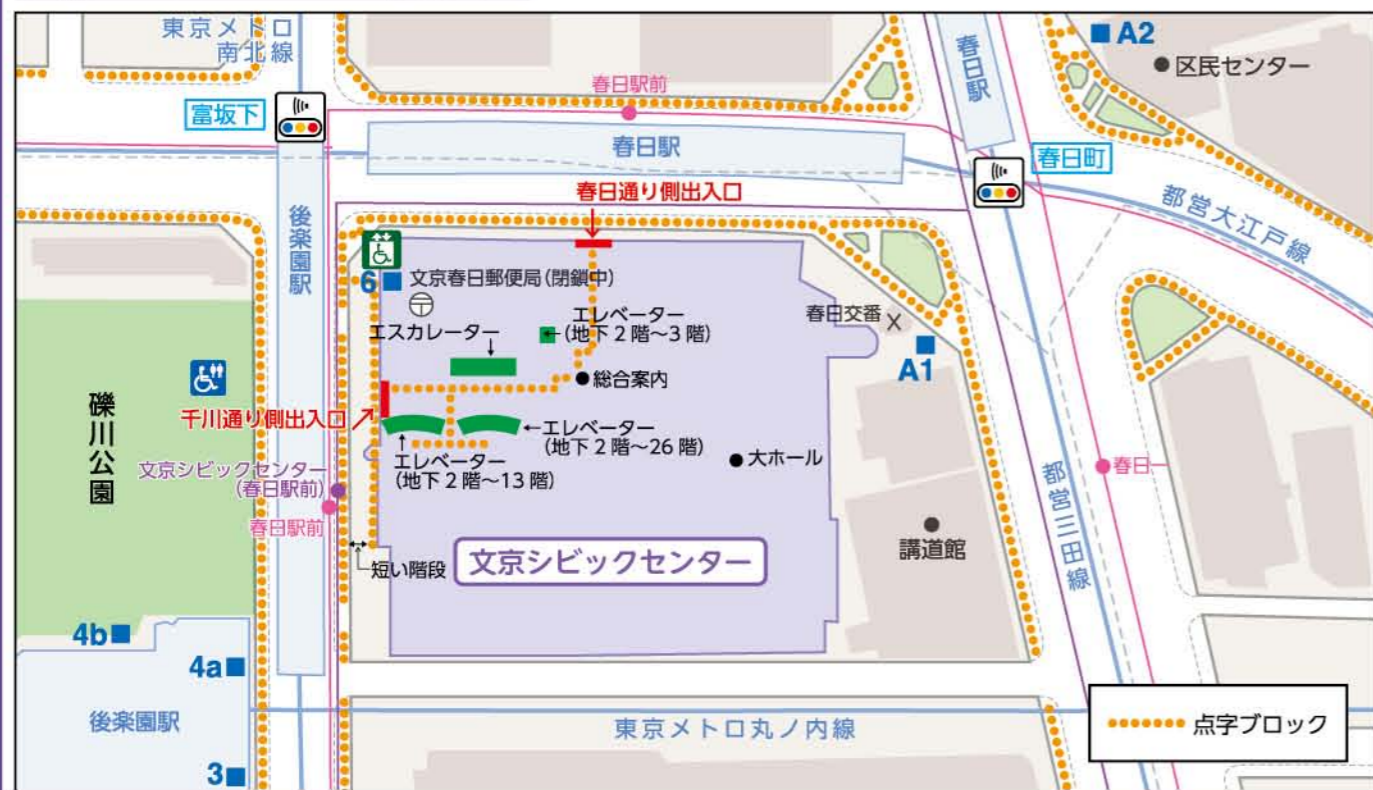 東京メトロ
南北線
A2
区民センター
春日駅前
春日駅
富坂下
春日駅
春日町
春日通り側出入口
都営大江戸線
後楽園駅
6
文京春日郵便局(閉鎖中)
エスカレーター
エレベーター
(地下2階〜3階)
春日交番
A1
総合案内
千川通り側出入口
礫川公園
エレベーター
(地下2階〜26階)
エレベーター
(地下2階〜13階)
大ホール
文京シビックセンター
(春日駅前)
春日駅前
春日一
都営三田線
講道館
短い階段
文京シビックセンター
4b
4a
後楽園駅
東京メトロ丸ノ内線
点字ブロック
3